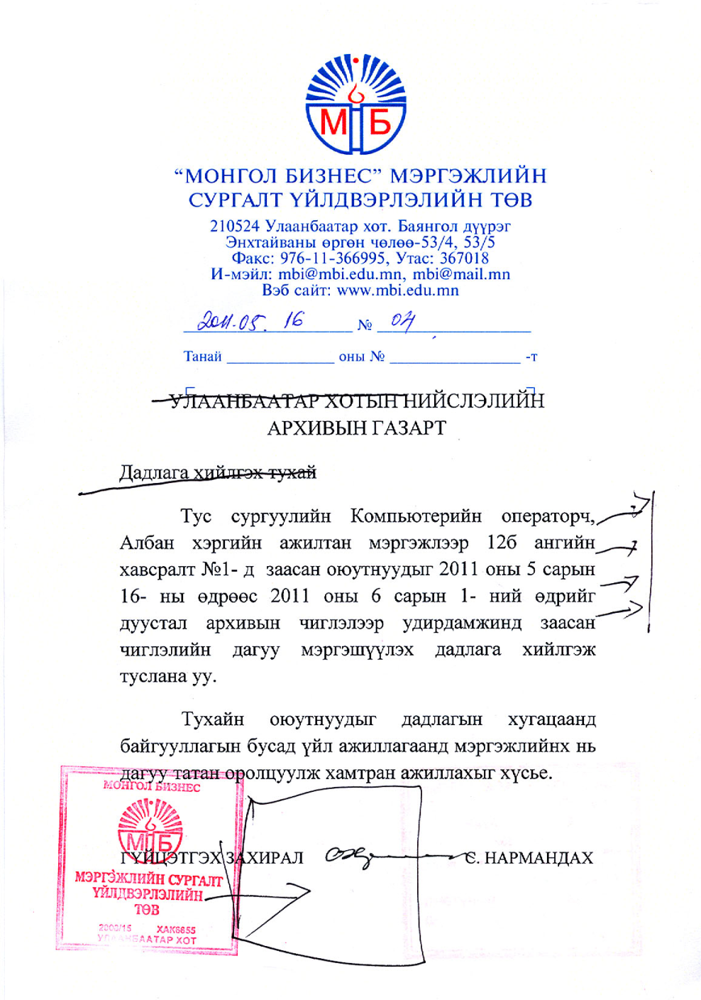 М Б
“МОНГОЛ БИЗНЕС” МЭРГЭЖЛИЙН
СУРГАЛТ ҮЙЛДВЭРЛЭЛИЙН ТӨВ
210524 Улаанбаатар хот. Баянгол дүүрэг
Энхтайваны өргөн чөлөө-53/4, 53/5
Факс: 976-11-366995, Утас: 367018
И-мэйл: mbi@mbi.edu.mn, mbi@mail.mn
Вэб сайт: www.mbi.edu.mn
2011.05. 16 № 04
Танай ______________ оны № _________________ -т
УЛААНБААТАР ХОТЫН НИЙСЛЭЛИЙН
АРХИВЫН ГАЗАРТ
Дадлага хийлгэх тухай
Тус сургуулийн Компьютерийн операторч,
Албан хэргийн ажилтан мэргэжлээр 12б ангийн
хавсралт №1- д заасан оюутнуудыг 2011 оны 5 сарын
16- ны өдрөөс 2011 оны 6 сарын 1- ний өдрийг
дуустал архивын чиглэлээр удирдамжинд заасан
чиглэлийн дагуу мэргэшүүлэх дадлага хийлгэж
туслана уу.
Тухайн оюутнуудыг дадлагын хугацаанд
байгууллагын бусад үйл ажиллагаанд мэргэжлийнх нь
дагуу татан оролцуулж хамтран ажиллахыг хүсье.
МОНГОЛ БИЗНЕС
МБ
ГҮЙЦЭТГЭХ ЗАХИРАЛ С. НАРМАНДАХ
МЭРГЭЖЛИЙН СУРГАЛТ
ҮЙЛДВЭРЛЭЛИЙН
ТӨВ
ХАК6655
УЛААНБААТАР ХОТ